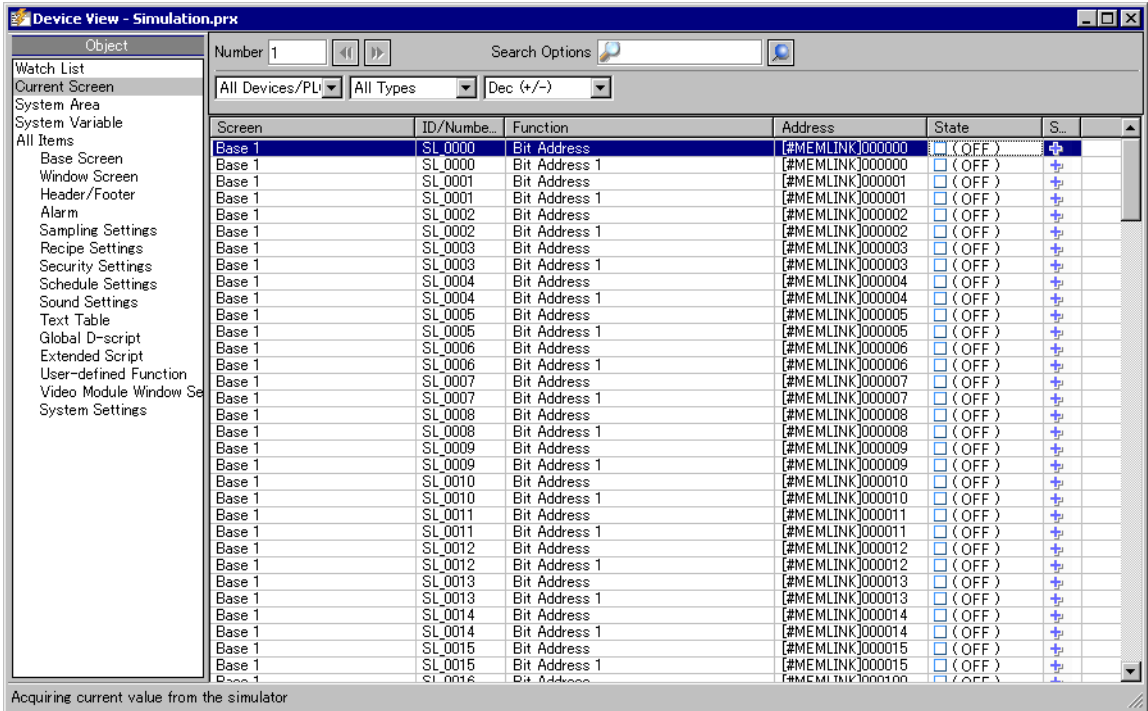 Device View - Simulation.prx
Object
Watch List
Current Screen
System Area
System Variable
All Items
Base Screen
Window Screen
Header/Footer
Alarm
Sampling Settings
Recipe Settings
Security Settings
Schedule Settings
Sound Settings
Text Table
Global D-script
Extended Script
User-defined Function
Video Module Window Se
System Settings
Number 1 Search Options
All Devices/PL All Types Dec (+/-)
Screen ID/Numbe... Function Address State S...
Base 1 SL_0000 Bit Address [#MEMLINK]000000 ( OFF )
Base 1 SL_0000 Bit Address 1 [#MEMLINK]000000 ( OFF )
Base 1 SL_0001 Bit Address [#MEMLINK]000001 ( OFF )
Base 1 SL_0001 Bit Address 1 [#MEMLINK]000001 ( OFF )
Base 1 SL_0002 Bit Address [#MEMLINK]000002 ( OFF )
Base 1 SL_0002 Bit Address 1 [#MEMLINK]000002 ( OFF )
Base 1 SL_0003 Bit Address [#MEMLINK]000003 ( OFF )
Base 1 SL_0003 Bit Address 1 [#MEMLINK]000003 ( OFF )
Base 1 SL_0004 Bit Address [#MEMLINK]000004 ( OFF )
Base 1 SL_0004 Bit Address 1 [#MEMLINK]000004 ( OFF )
Base 1 SL_0005 Bit Address [#MEMLINK]000005 ( OFF )
Base 1 SL_0005 Bit Address 1 [#MEMLINK]000005 ( OFF )
Base 1 SL_0006 Bit Address [#MEMLINK]000006 ( OFF )
Base 1 SL_0006 Bit Address 1 [#MEMLINK]000006 ( OFF )
Base 1 SL_0007 Bit Address [#MEMLINK]000007 ( OFF )
Base 1 SL_0007 Bit Address 1 [#MEMLINK]000007 ( OFF )
Base 1 SL_0008 Bit Address [#MEMLINK]000008 ( OFF )
Base 1 SL_0008 Bit Address 1 [#MEMLINK]000008 ( OFF )
Base 1 SL_0009 Bit Address [#MEMLINK]000009 ( OFF )
Base 1 SL_0009 Bit Address 1 [#MEMLINK]000009 ( OFF )
Base 1 SL_0010 Bit Address [#MEMLINK]000010 ( OFF )
Base 1 SL_0010 Bit Address 1 [#MEMLINK]000010 ( OFF )
Base 1 SL_0011 Bit Address [#MEMLINK]000011 ( OFF )
Base 1 SL_0011 Bit Address 1 [#MEMLINK]000011 ( OFF )
Base 1 SL_0012 Bit Address [#MEMLINK]000012 ( OFF )
Base 1 SL_0012 Bit Address 1 [#MEMLINK]000012 ( OFF )
Base 1 SL_0013 Bit Address [#MEMLINK]000013 ( OFF )
Base 1 SL_0013 Bit Address 1 [#MEMLINK]000013 ( OFF )
Base 1 SL_0014 Bit Address [#MEMLINK]000014 ( OFF )
Base 1 SL_0014 Bit Address 1 [#MEMLINK]000014 ( OFF )
Base 1 SL_0015 Bit Address [#MEMLINK]000015 ( OFF )
Base 1 SL_0015 Bit Address 1 [#MEMLINK]000015 ( OFF )
Base 1 SL_0016 Bit Address [#MEMLINK]000100 ( OFF )
Acquiring current value from the simulator